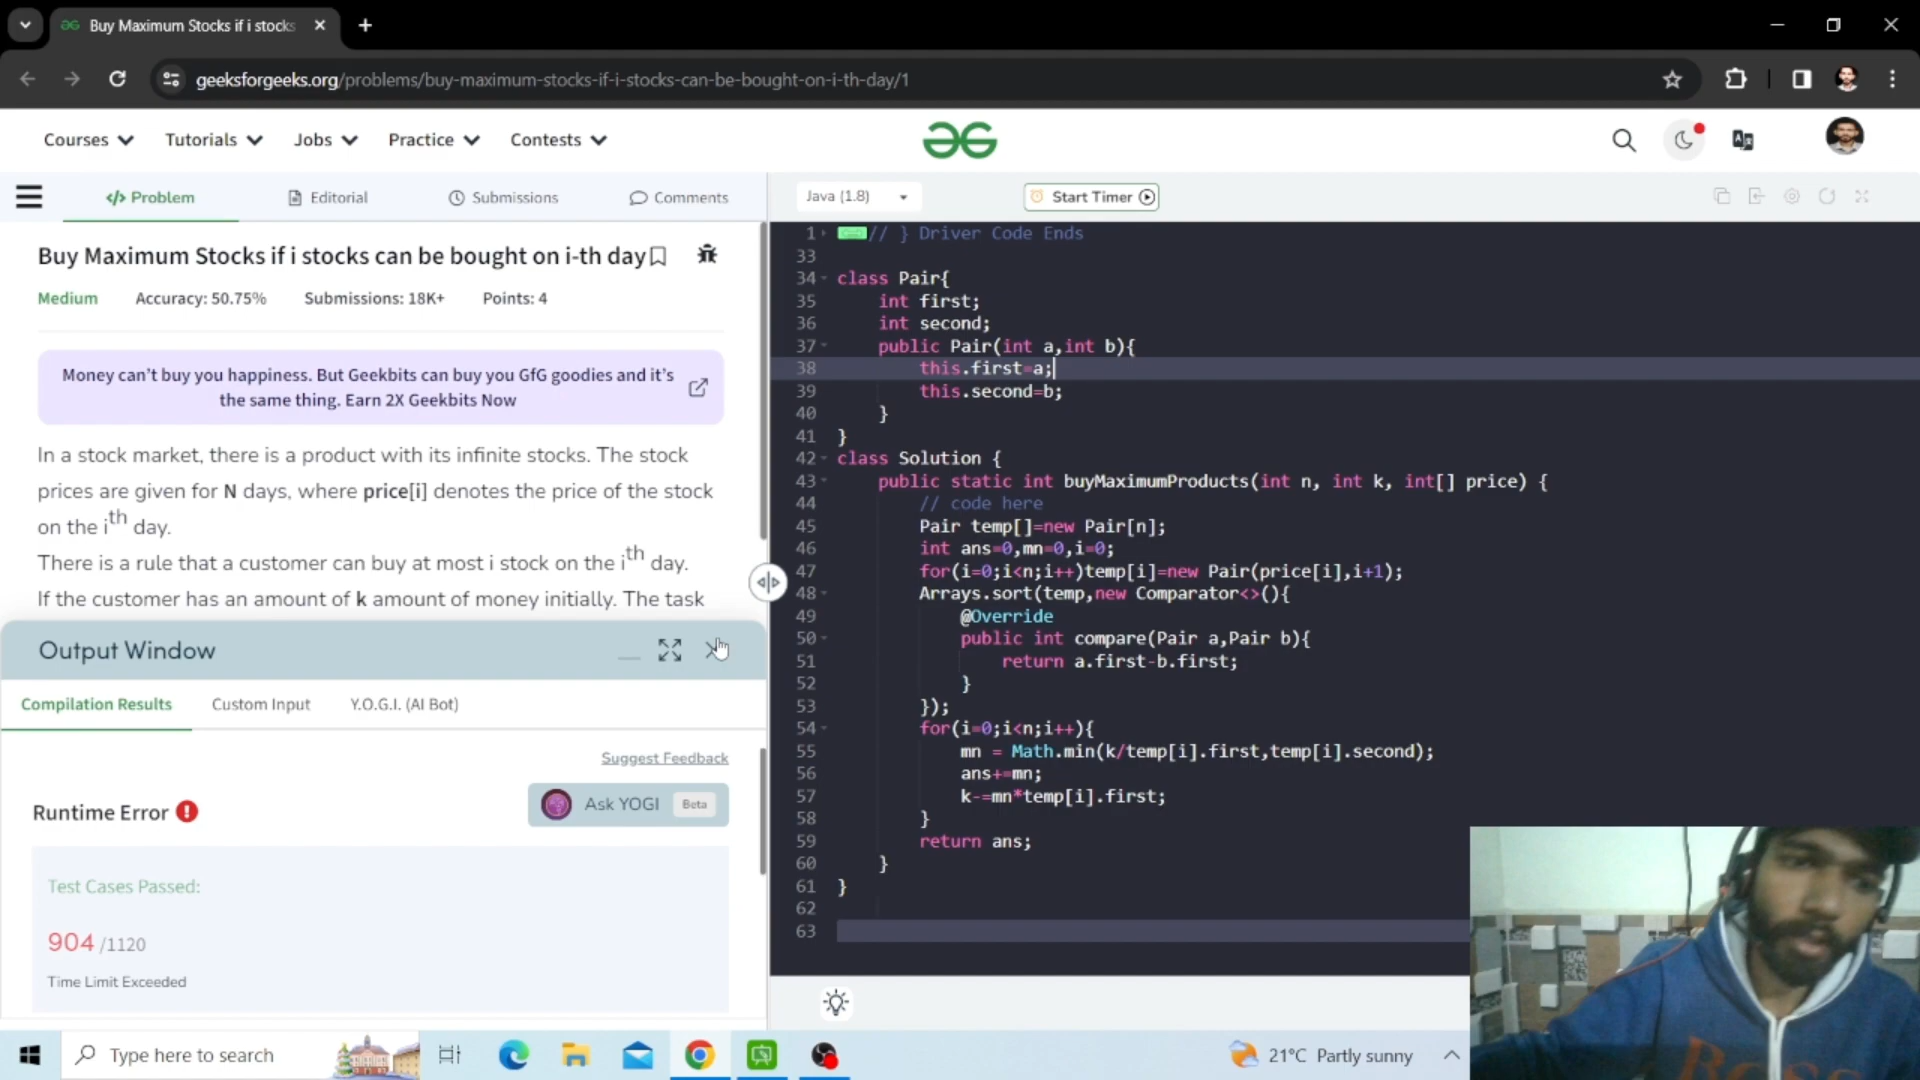 Buy Maximum Stocks if i stocks
geeksforgeeks.org/problems/buy-maximum-stocks-if-i-stocks-can-be-bought-on-i-th-day/1
Courses
Tutorials
Jobs
Practice
Contests
</> Problem
Editorial
Submissions
Comments
Buy Maximum Stocks if i stocks can be bought on i-th day
Medium
Accuracy: 50.75%
Submissions: 18K+
Points: 4
Money can't buy you happiness. But Geekbits can buy you GfG goodies and it's
the same thing. Earn 2X Geekbits Now
In a stock market, there is a product with its infinite stocks. The stock
prices are given for N days, where price[i] denotes the price of the stock
on the ith day.
There is a rule that a customer can buy at most i stock on the ith day.
If the customer has an amount of k amount of money initially. The task
Output Window
Compilation Results
Custom Input
Y.O.G.I. (AI Bot)
Suggest Feedback
Runtime Error
Ask YOGI Beta
Test Cases Passed:
904 /1120
Time Limit Exceeded
Java (1.8)
Start Timer
1 // } Driver Code Ends
33
34 class Pair{
35 int first;
36 int second;
37 public Pair(int a,int b){
38 this.first=a;
39 this.second=b;
40 }
41 }
42 class Solution {
43 public static int buyMaximumProducts(int n, int k, int[] price) {
44 // code here
45 Pair temp[]=new Pair[n];
46 int ans=0,mn=0,i=0;
47 for(i=0;i<n;i++)temp[i]=new Pair(price[i],i+1);
48 Arrays.sort(temp,new Comparator<>(){
49 @Override
50 public int compare(Pair a,Pair b){
51 return a.first-b.first;
52 }
53 });
54 for(i=0;i<n;i++){
55 mn = Math.min(k/temp[i].first,temp[i].second);
56 ans+=mn;
57 k-=mn*temp[i].first;
58 }
59 return ans;
60 }
61 }
62
63
Type here to search
21°C Partly sunny